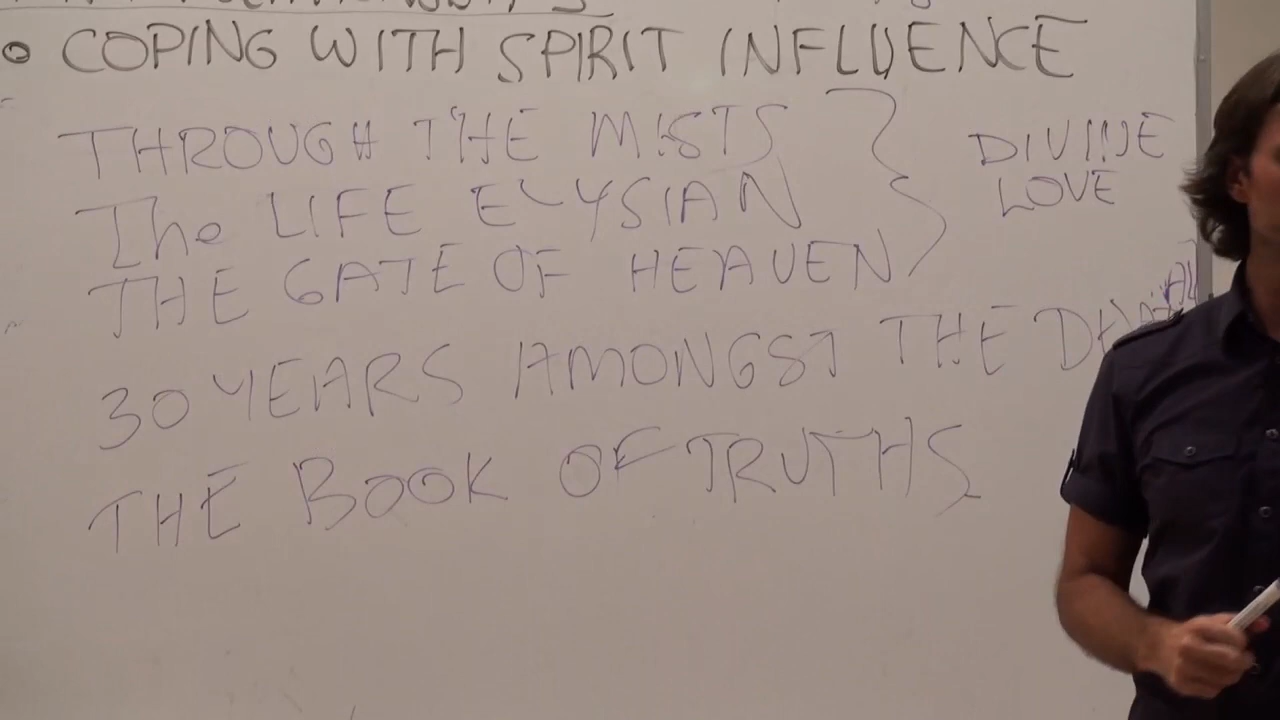 • COPING WITH SPIRIT INFLUENCE
THROUGH THE MISTS
The LIFE ELYSIAN
THE GATE OF HEAVEN
DIVINE
LOVE
30 YEARS AMONGST THE
THE BOOK OF TRUTHS